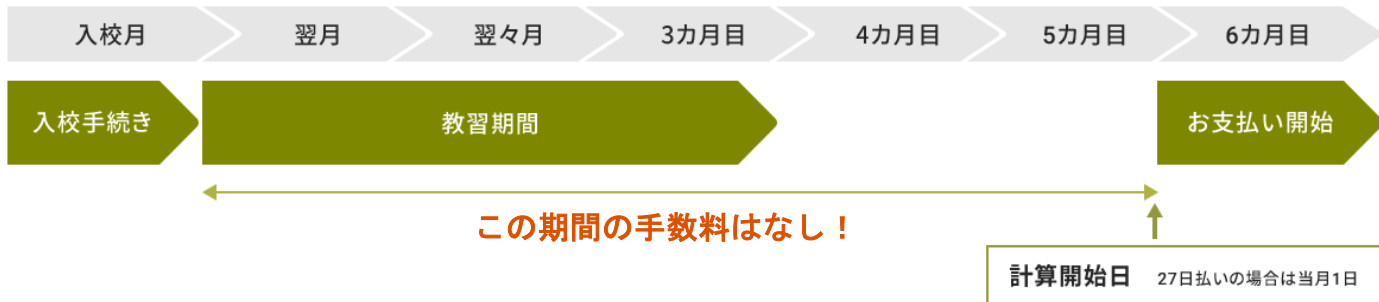 入校月 翌月 翌々月 3カ月目 4カ月目 5カ月目 6カ月目
入校手続き 教習期間 お支払い開始
この期間の手数料はなし！
計算開始日 27日払いの場合は当月1日